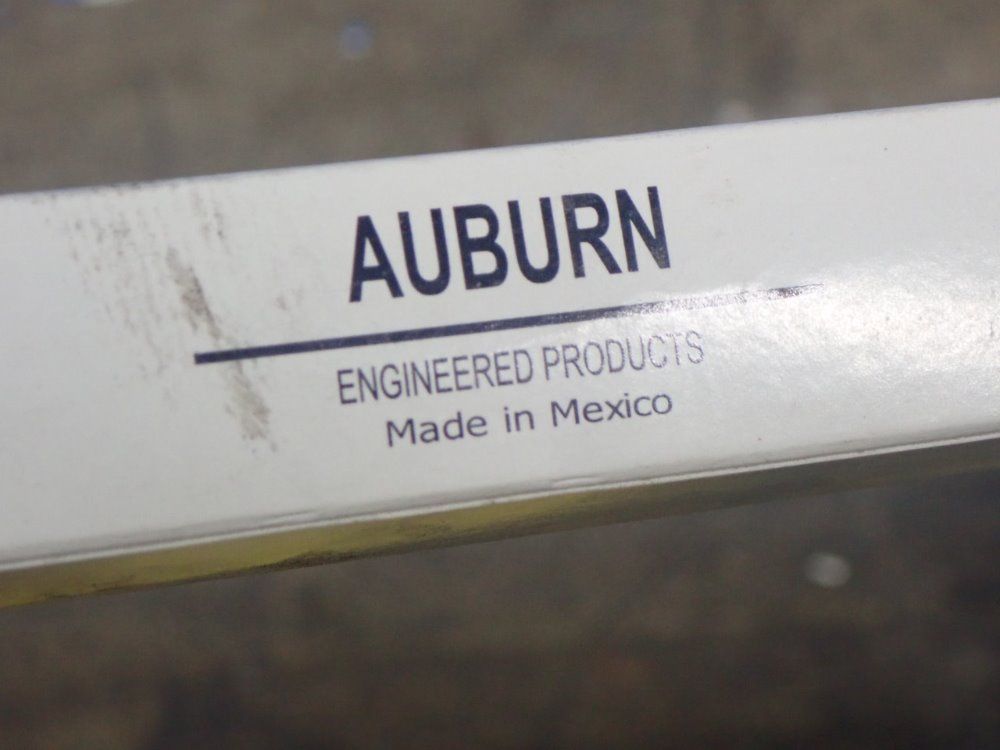 AUBURN
ENGINEERED PRODUCTS
Made in Mexico